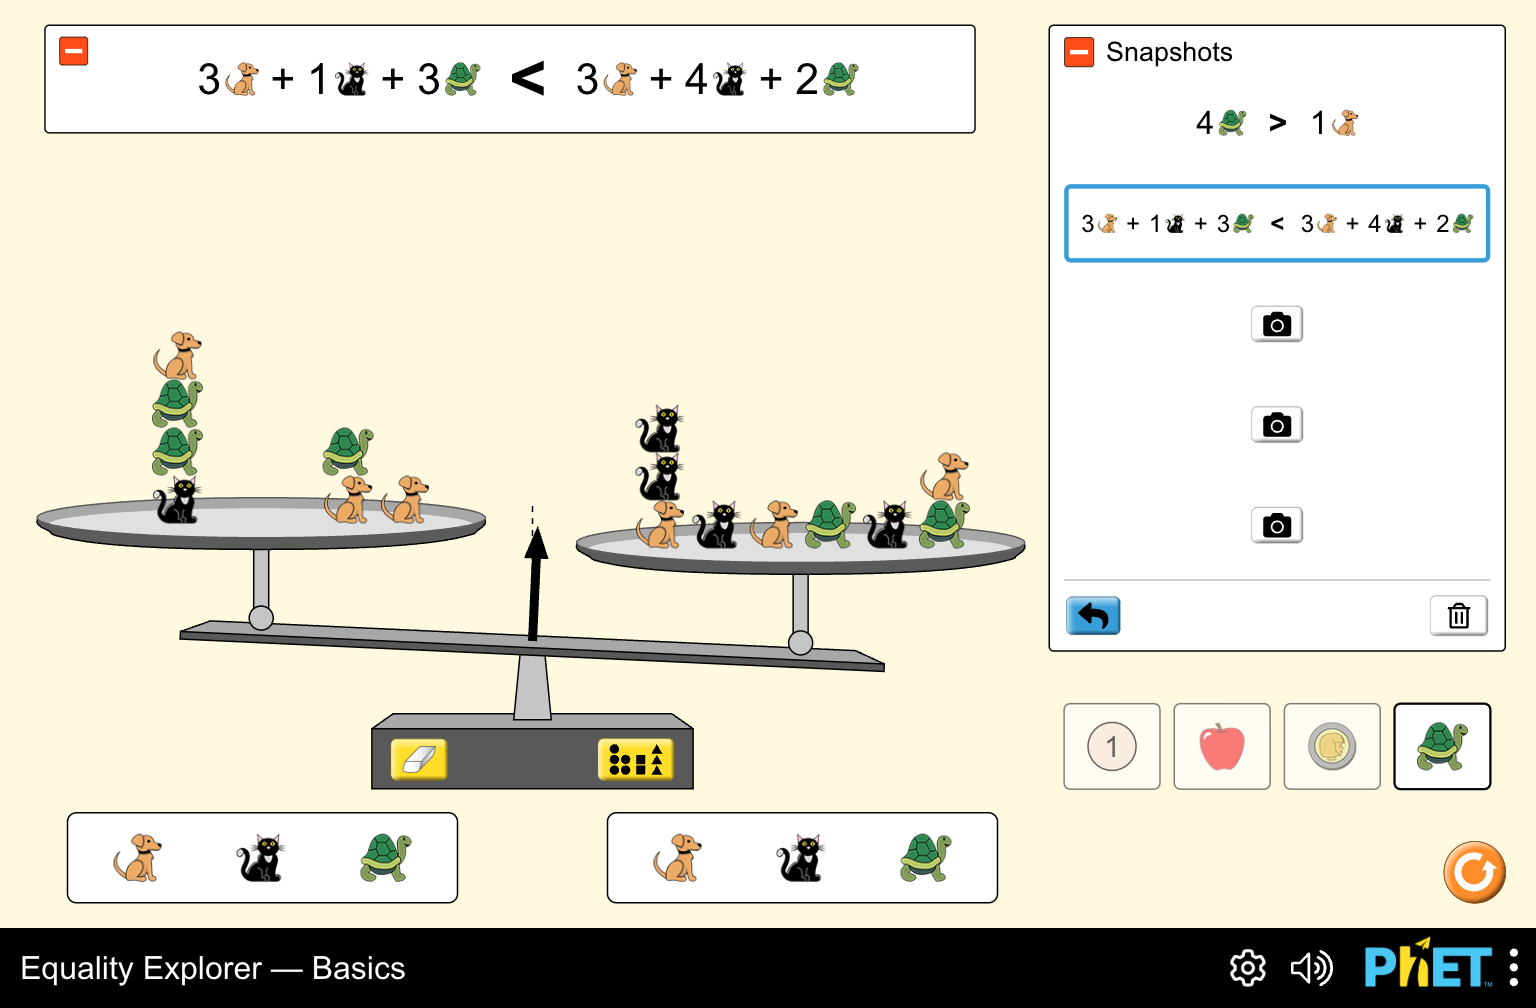 3 + 1 + 3 < 3 + 4 + 2
Snapshots
4 > 1
3 + 1 + 3 < 3 + 4 + 2
1
Equality Explorer — Basics
PhET™